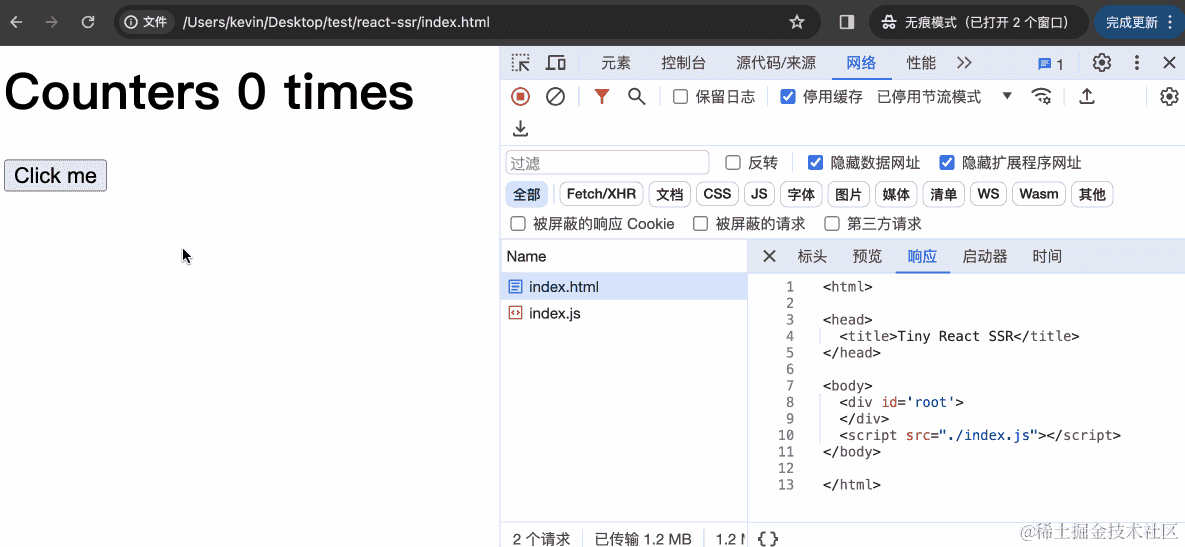 文件 /Users/kevin/Desktop/test/react-ssr/index.html 无痕模式（已打开 2 个窗口） 完成更新
Counters 0 times
Click me
元素 控制台 源代码/来源 网络 性能 1
保留日志 停用缓存 已停用节流模式
过滤 反转 隐藏数据网址 隐藏扩展程序网址
全部 Fetch/XHR 文档 CSS JS 字体 图片 媒体 清单 WS Wasm 其他
被屏蔽的响应 Cookie 被屏蔽的请求 第三方请求
Name
index.html
index.js
标头 预览 响应 启动器 时间
1 <html>
2
3 <head>
4 <title>Tiny React SSR</title>
5 </head>
6
7 <body>
8 <div id='root'>
9 </div>
10 <script src="./index.js"></script>
11 </body>
12
13 </html>
2 个请求 已传输 1.2 MB {}
@稀土掘金技术社区